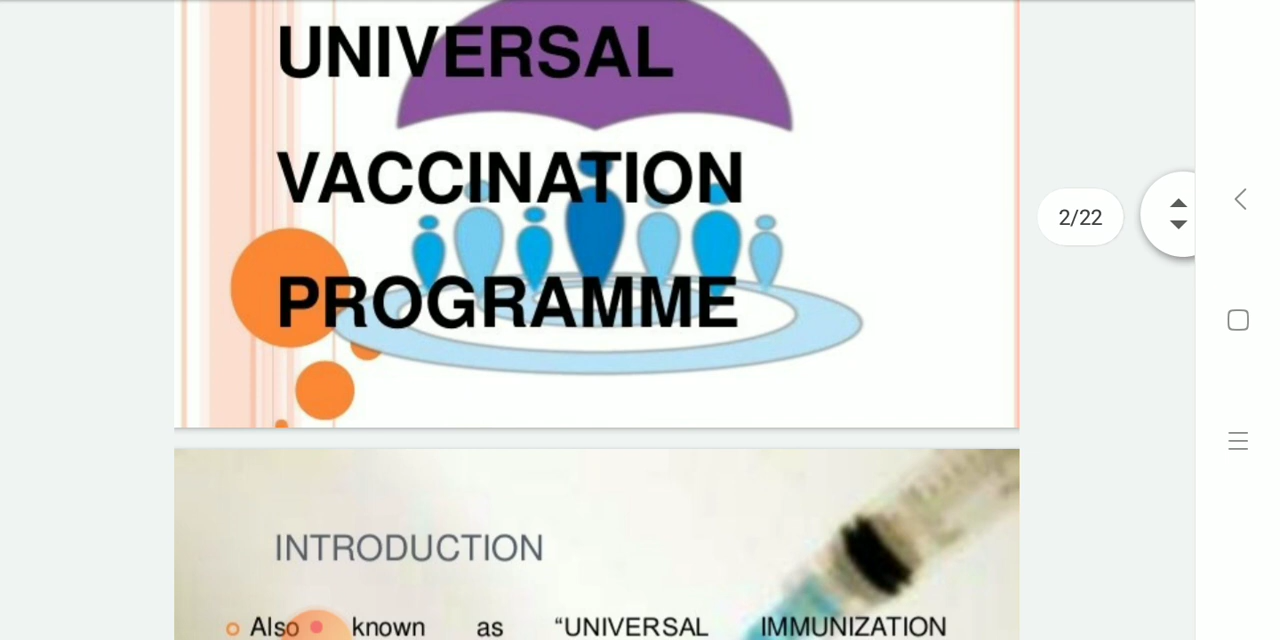 UNIVERSAL
VACCINATION
PROGRAMME
2/22
INTRODUCTION
Also known as “UNIVERSAL IMMUNIZATION